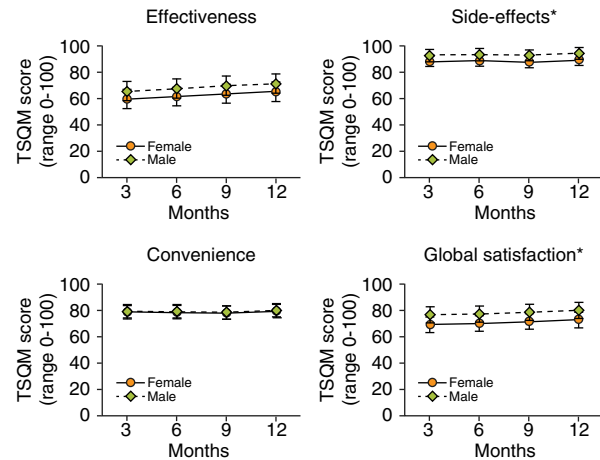 Effectiveness
TSQM score
(range 0-100)
100
80
60
40
20
0
Female
Male
3 6 9 12
Months
Side-effects*
TSQM score
(range 0-100)
100
80
60
40
20
0
Female
Male
3 6 9 12
Months
Convenience
TSQM score
(range 0-100)
100
80
60
40
20
0
Female
Male
3 6 9 12
Months
Global satisfaction*
TSQM score
(range 0-100)
100
80
60
40
20
0
Female
Male
3 6 9 12
Months